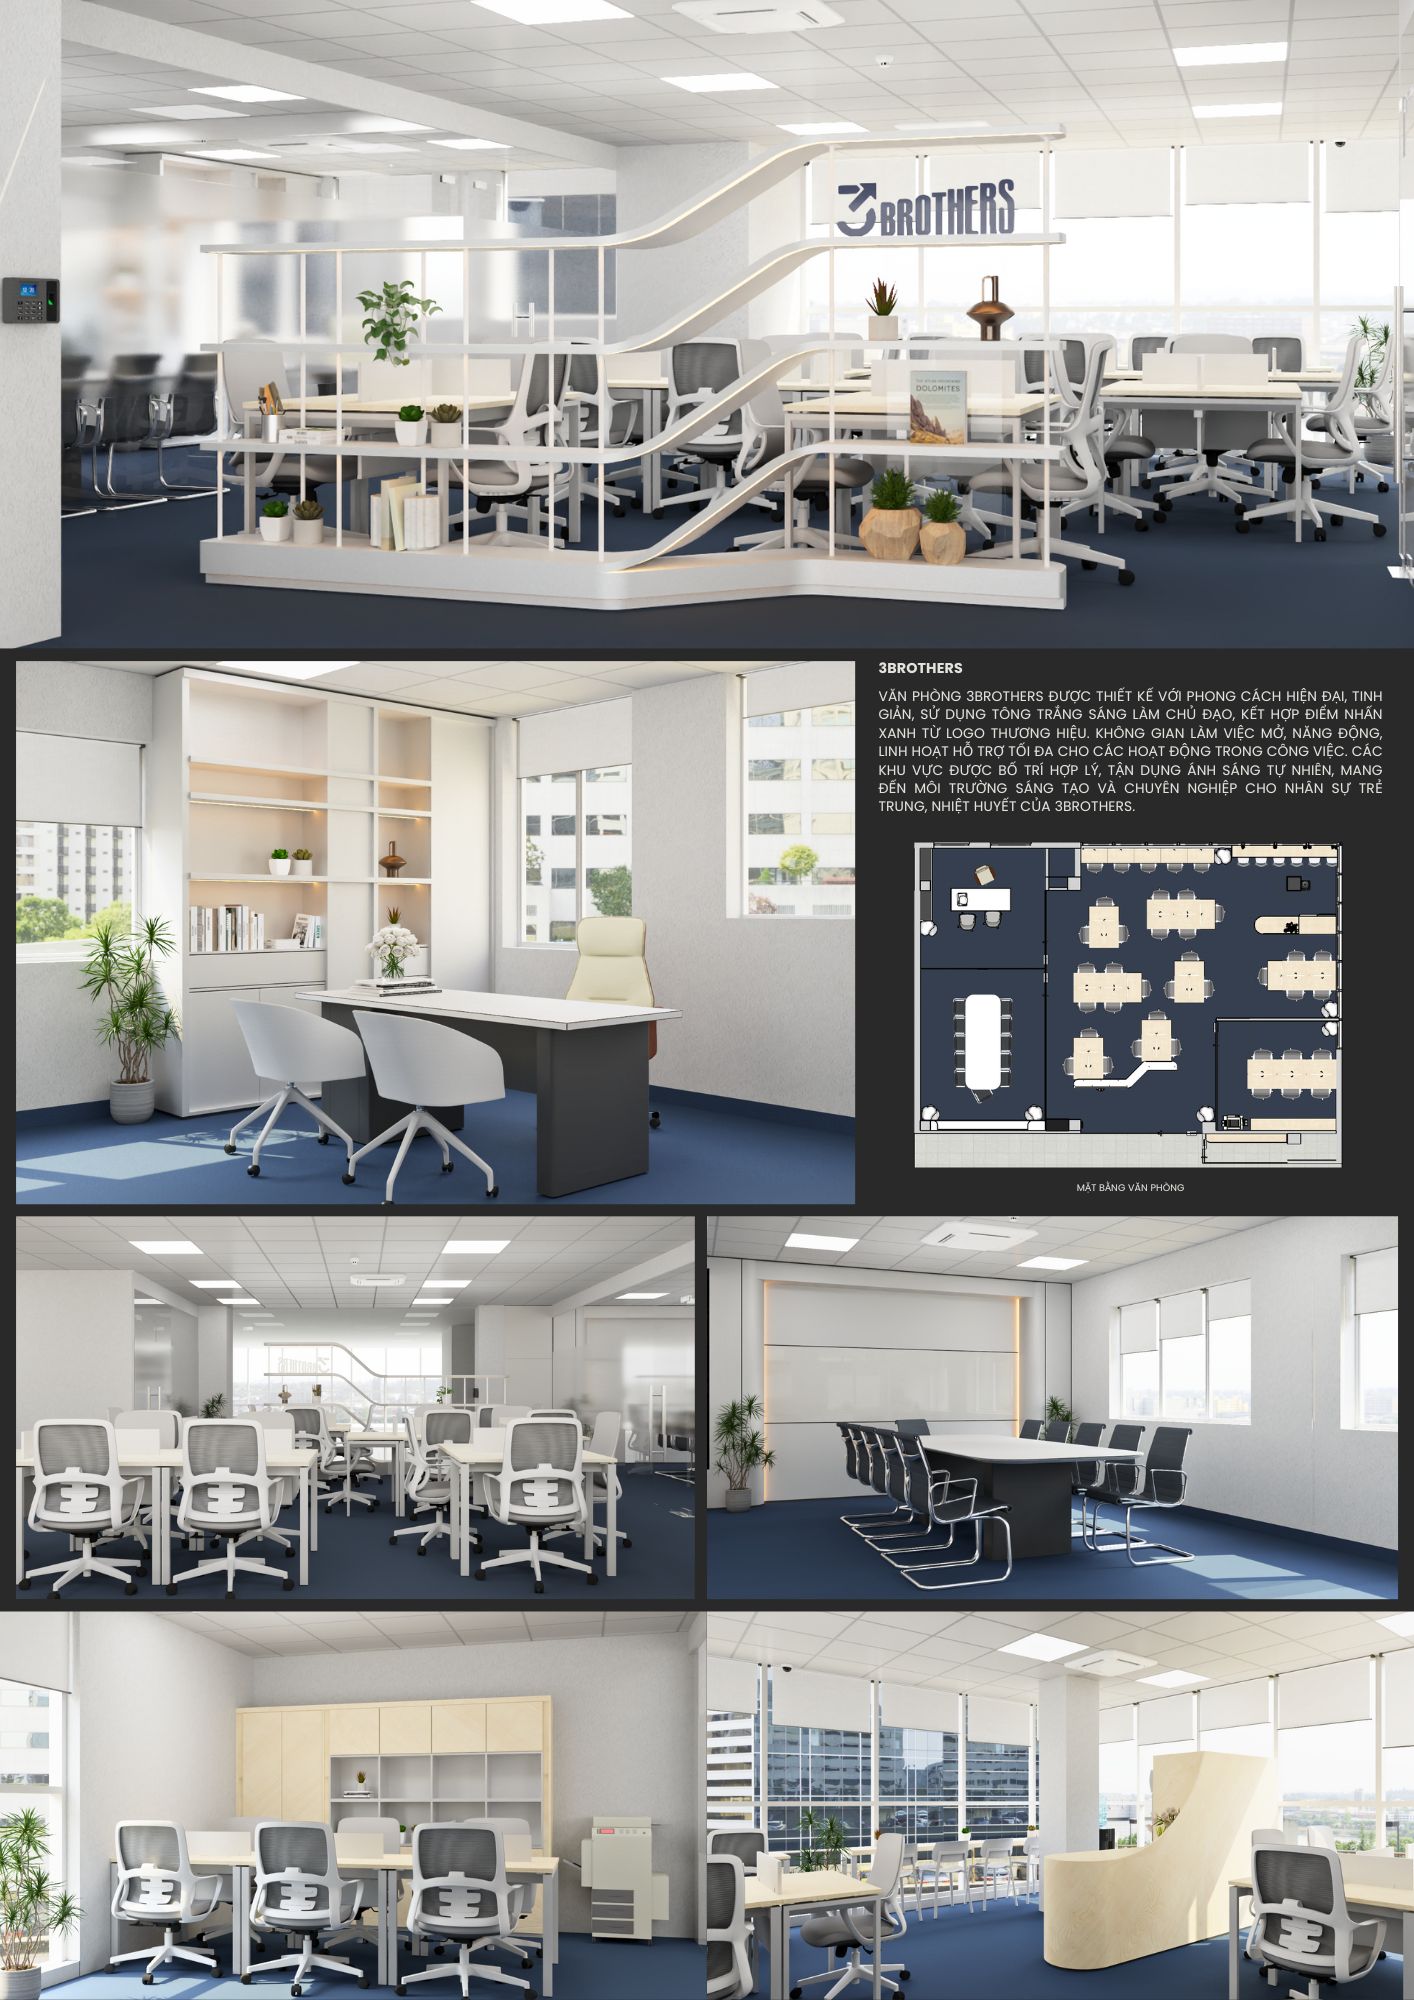 3BROTHERS
DOLOMITES
3BROTHERS
VĂN PHÒNG 3BROTHERS ĐƯỢC THIẾT KẾ VỚI PHONG CÁCH HIỆN ĐẠI, TINH
GIẢN, SỬ DỤNG TÔNG TRẮNG SÁNG LÀM CHỦ ĐẠO, KẾT HỢP ĐIỂM NHẤN
XANH TỪ LOGO THƯƠNG HIỆU. KHÔNG GIAN LÀM VIỆC MỞ, NĂNG ĐỘNG,
LINH HOẠT HỖ TRỢ TỐI ĐA CHO CÁC HOẠT ĐỘNG TRONG CÔNG VIỆC. CÁC
KHU VỰC ĐƯỢC BỐ TRÍ HỢP LÝ, TẬN DỤNG ÁNH SÁNG TỰ NHIÊN, MANG
ĐẾN MÔI TRƯỜNG SÁNG TẠO VÀ CHUYÊN NGHIỆP CHO NHÂN SỰ TRẺ
TRUNG, NHIỆT HUYẾT CỦA 3BROTHERS.
MẶT BẰNG VĂN PHÒNG
3BROTHERS